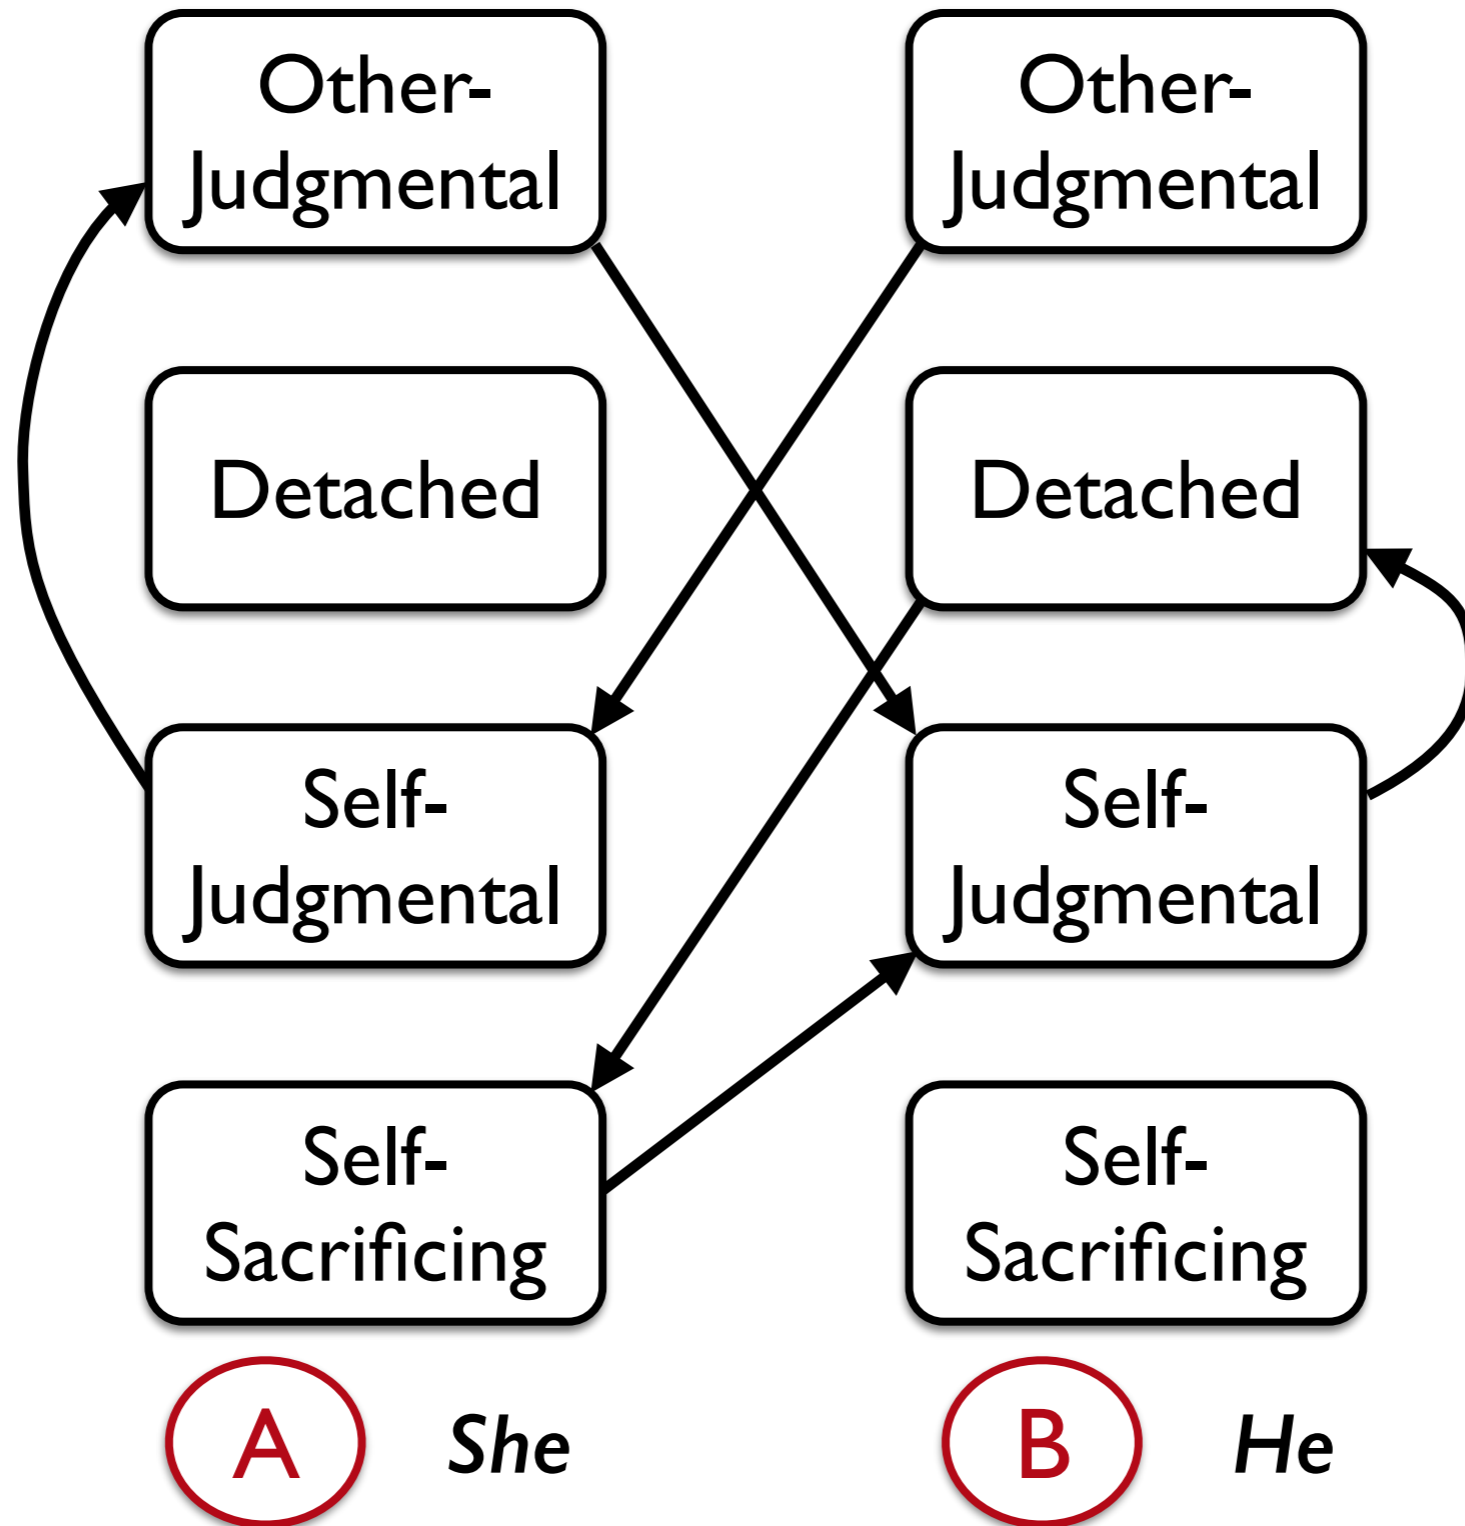 Other-
Judgmental
Other-
Judgmental
Detached
Detached
Self-
Judgmental
Self-
Judgmental
Self-
Sacrificing
Self-
Sacrificing
A
She
B
He